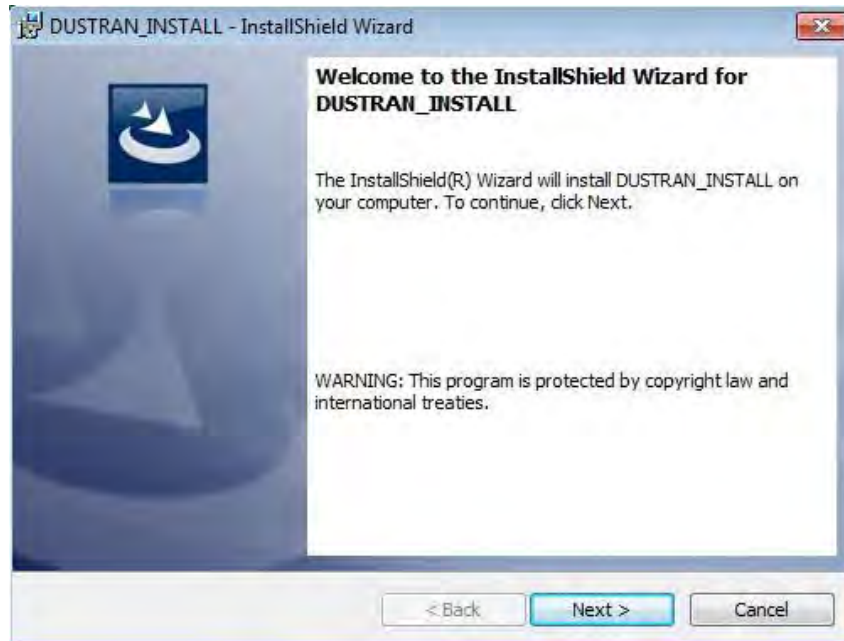 DUSTRAN_INSTALL - InstallShield Wizard
Welcome to the InstallShield Wizard for
DUSTRAN_INSTALL
The InstallShield(R) Wizard will install DUSTRAN_INSTALL on
your computer. To continue, click Next.
WARNING: This program is protected by copyright law and
international treaties.
< Back Next > Cancel